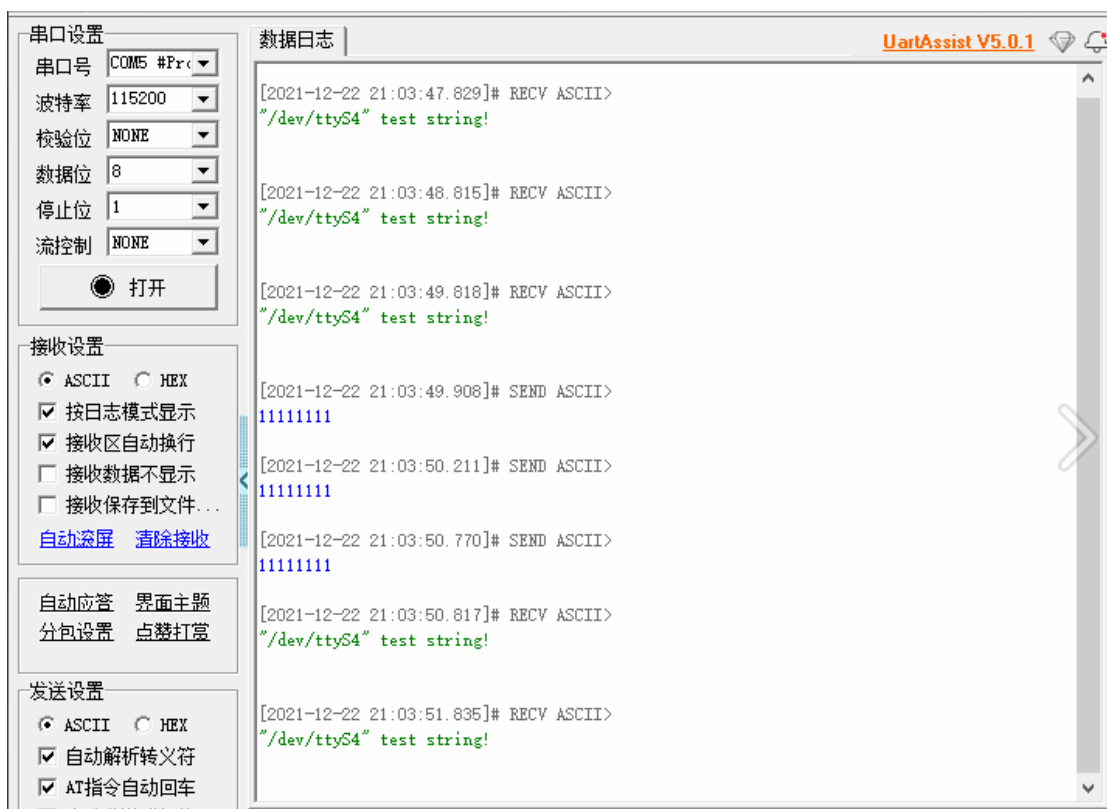 串口设置
串口号 COM5 #Pro
波特率 115200
校验位 NONE
数据位 8
停止位 1
流控制 NONE
打开
接收设置
ASCII HEX
按日志模式显示
接收区自动换行
接收数据不显示
接收保存到文件...
自动滚屏 清除接收
自动应答 界面主题
分包设置 点赞打赏
发送设置
ASCII HEX
自动解析转义符
AT指令自动回车
数据日志
UartAssist V5.0.1
[2021-12-22 21:03:47.829]# RECV ASCII>
"/dev/ttyS4" test string!
[2021-12-22 21:03:48.815]# RECV ASCII>
"/dev/ttyS4" test string!
[2021-12-22 21:03:49.818]# RECV ASCII>
"/dev/ttyS4" test string!
[2021-12-22 21:03:49.908]# SEND ASCII>
11111111
[2021-12-22 21:03:50.211]# SEND ASCII>
11111111
[2021-12-22 21:03:50.770]# SEND ASCII>
11111111
[2021-12-22 21:03:50.817]# RECV ASCII>
"/dev/ttyS4" test string!
[2021-12-22 21:03:51.835]# RECV ASCII>
"/dev/ttyS4" test string!